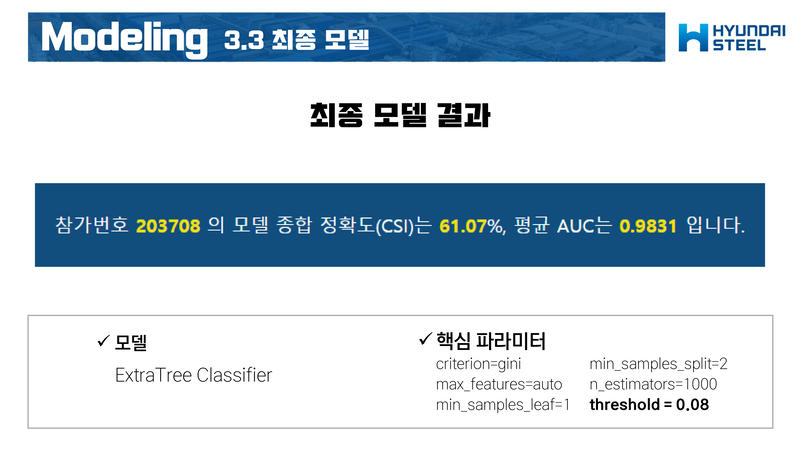 Modeling 3.3 최종 모델
HYUNDAI
STEEL
최종 모델 결과
참가번호 203708 의 모델 종합 정확도(CSI)는 61.07%, 평균 AUC는 0.9831 입니다.
✓ 모델
ExtraTree Classifier
✓ 핵심 파라미터
criterion=gini
max_features=auto
min_samples_leaf=1
min_samples_split=2
n_estimators=1000
threshold = 0.08